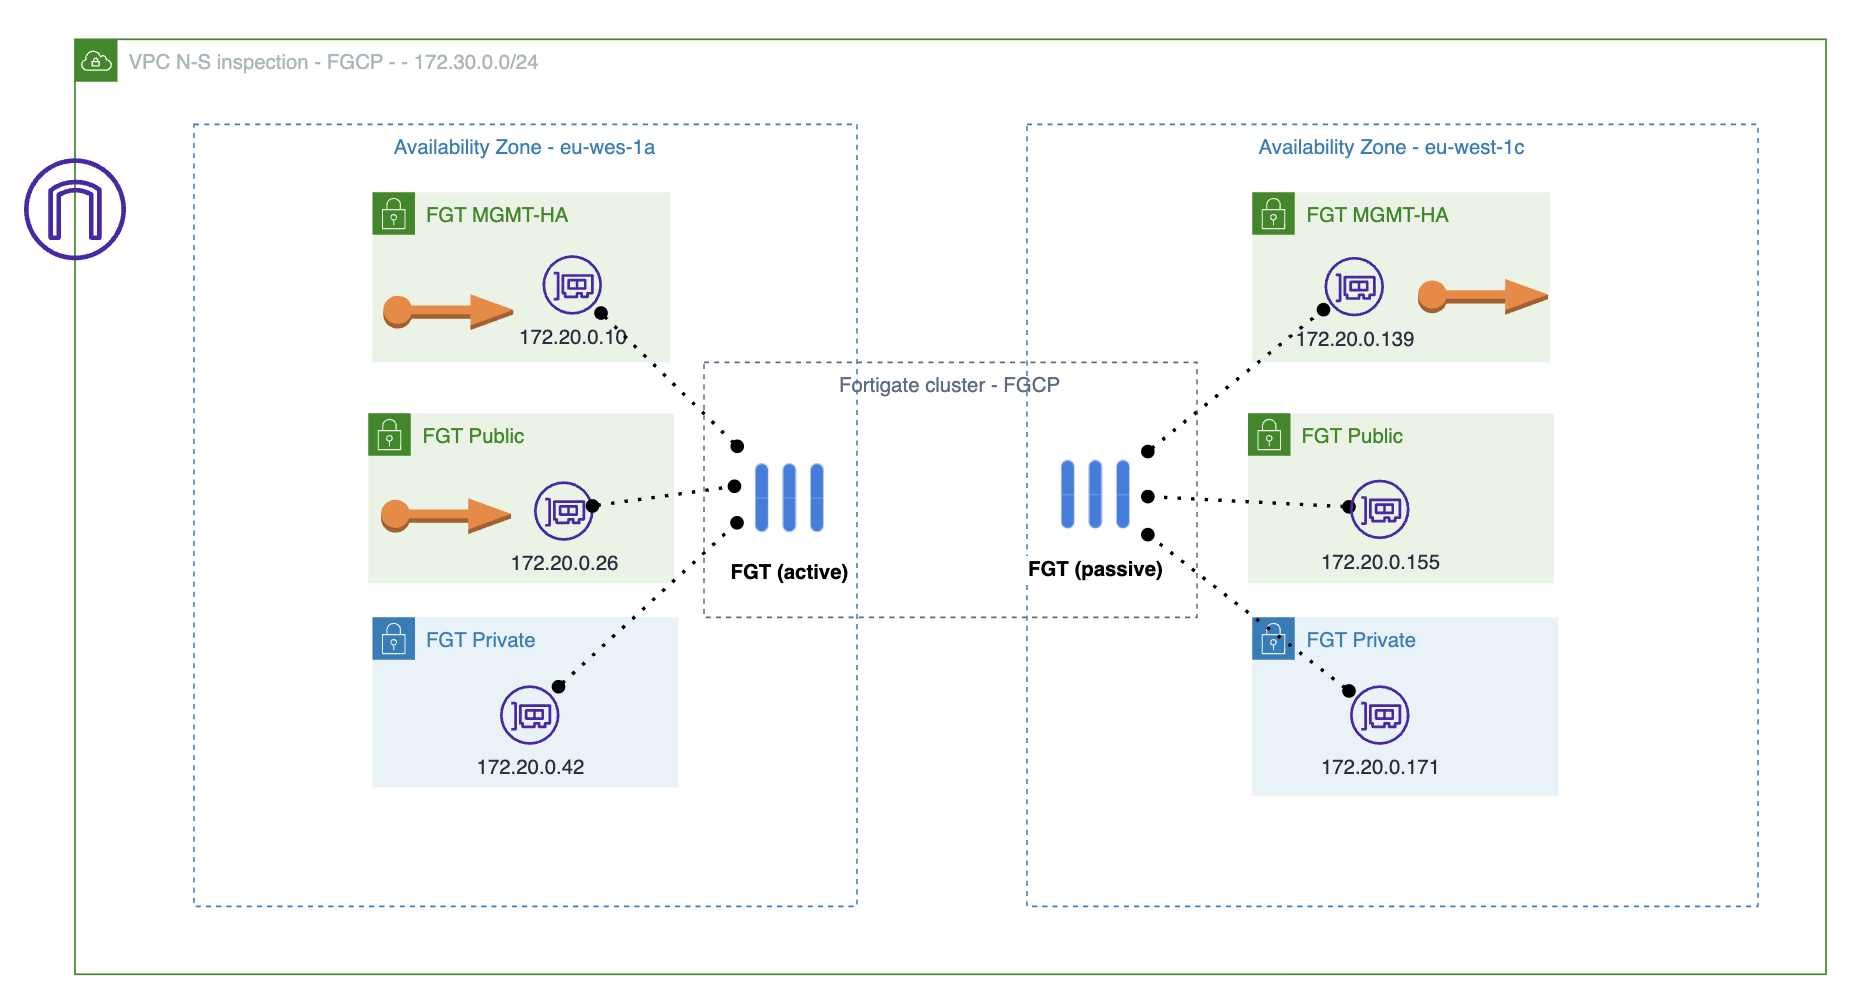 VPC N-S inspection - FGCP - - 172.30.0.0/24
Availability Zone - eu-wes-1a
FGT MGMT-HA
172.20.0.10
FGT Public
172.20.0.26
FGT Private
172.20.0.42
Fortigate cluster - FGCP
FGT (active)
FGT (passive)
Availability Zone - eu-west-1c
FGT MGMT-HA
172.20.0.139
FGT Public
172.20.0.155
FGT Private
172.20.0.171